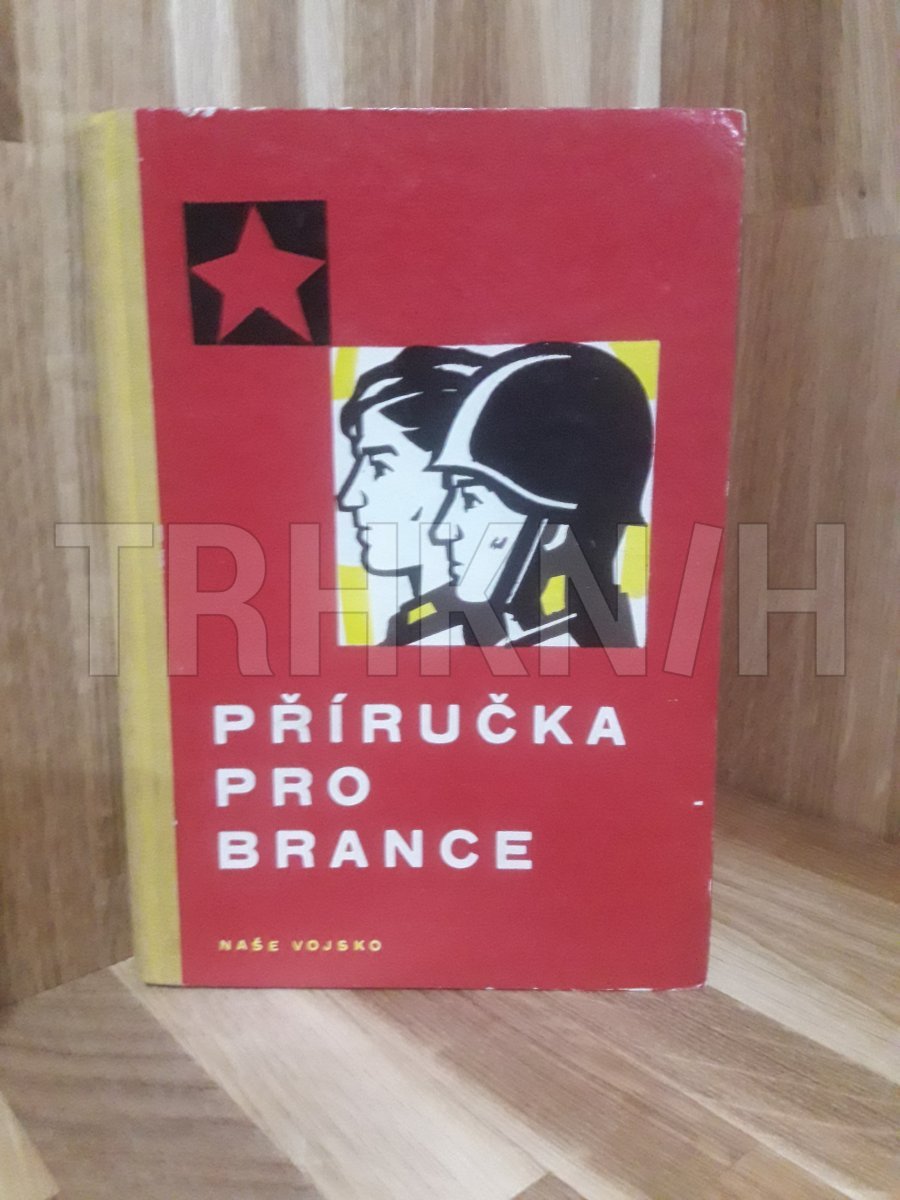 PŘÍRUČKA
PRO
BRANCE
NAŠE VOJSKO
TRHKNIH